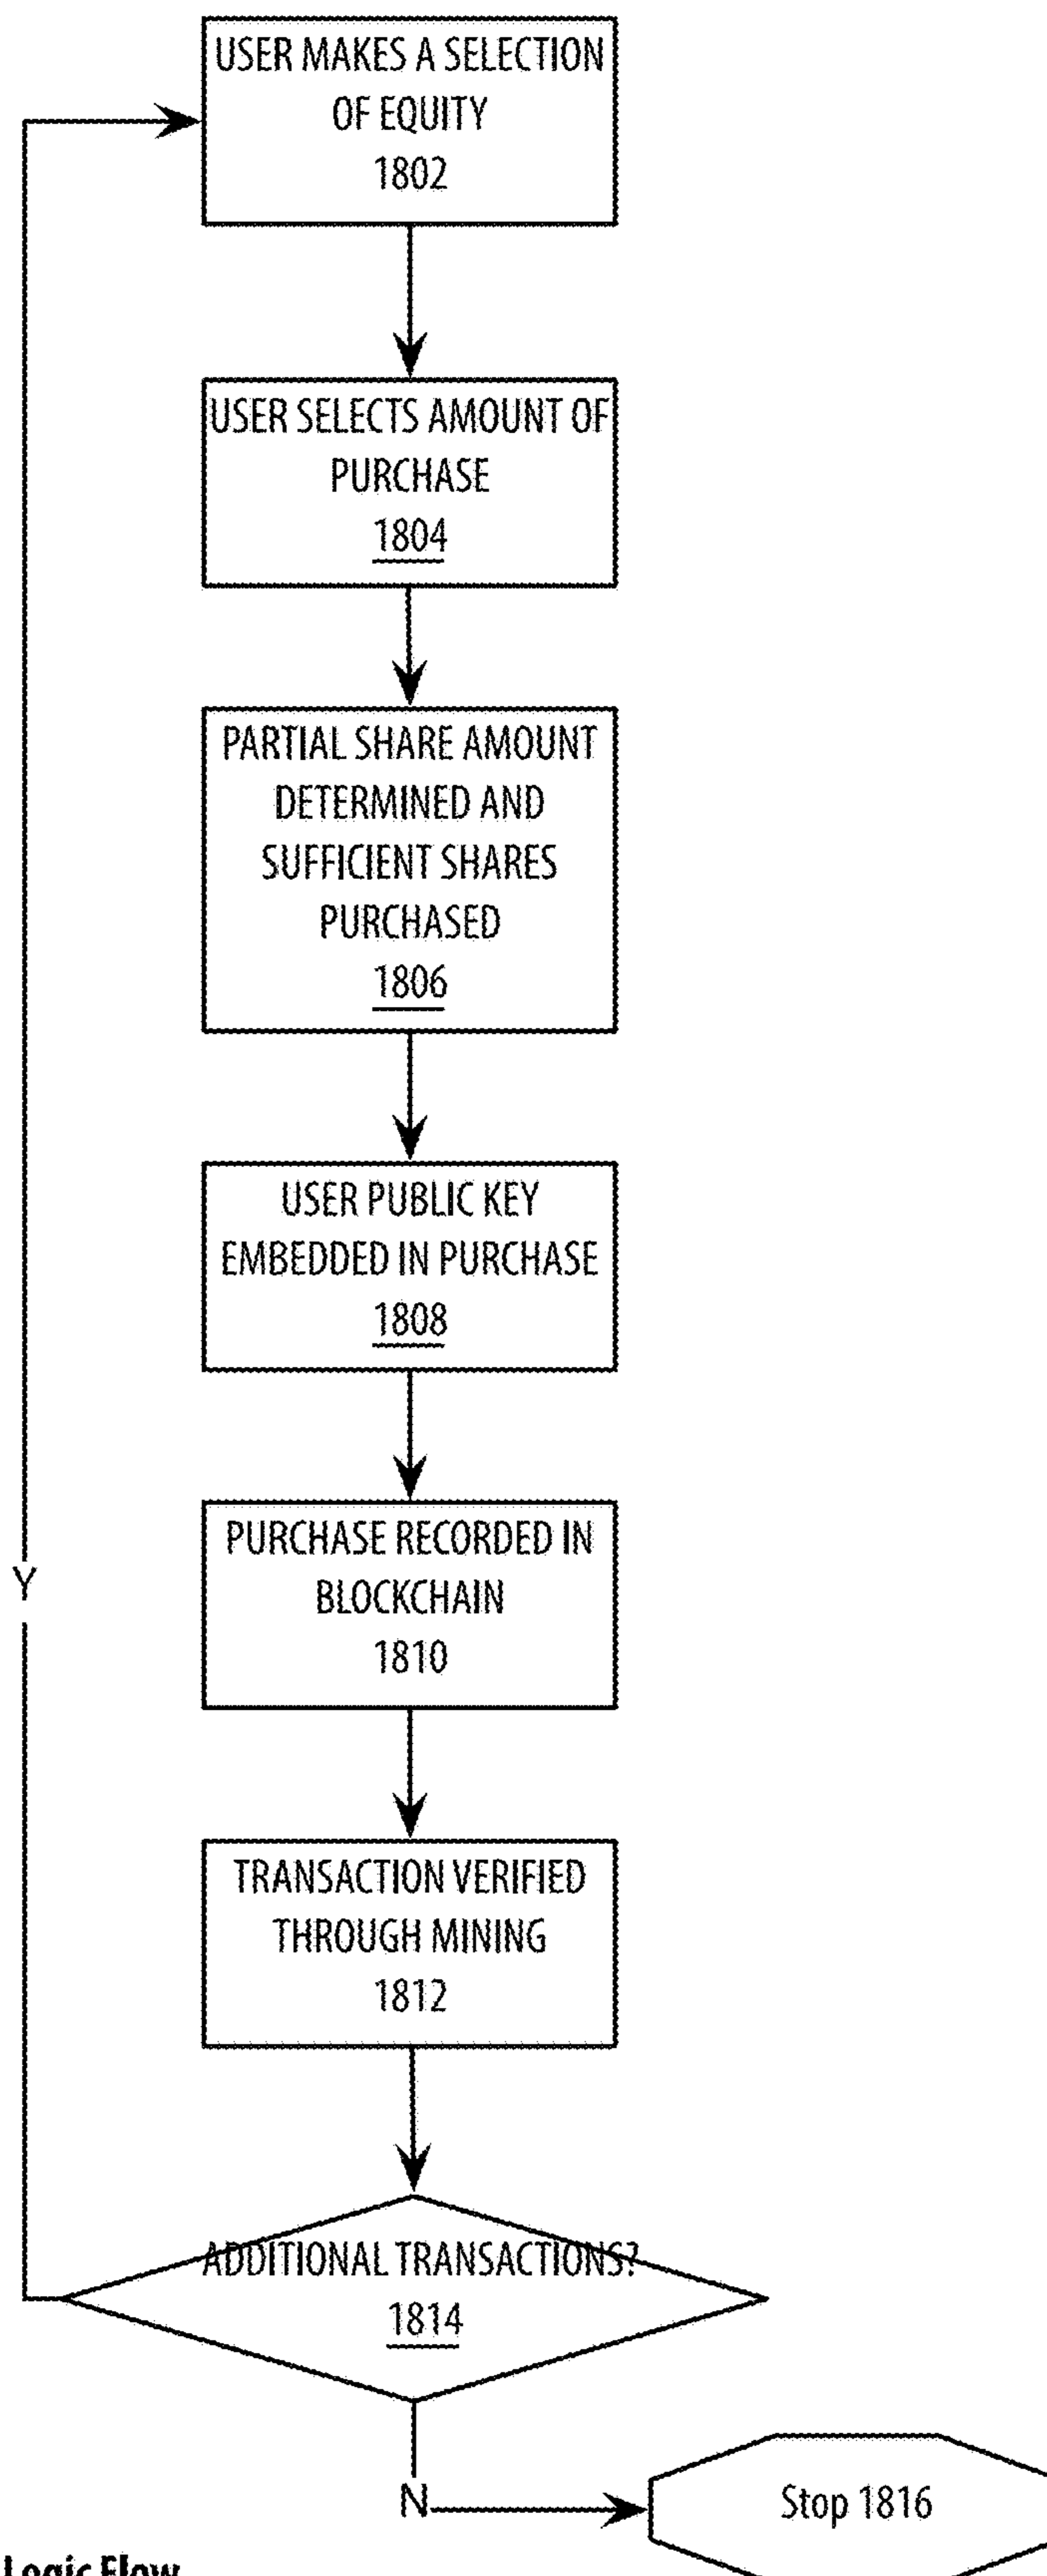 USER MAKES A SELECTION
OF EQUITY
1802
USER SELECTS AMOUNT OF
PURCHASE
1804
PARTIAL SHARE AMOUNT
DETERMINED AND
SUFFICIENT SHARES
PURCHASED
1806
USER PUBLIC KEY
EMBEDDED IN PURCHASE
1808
PURCHASE RECORDED IN
BLOCKCHAIN
1810
Y
TRANSACTION VERIFIED
THROUGH MINING
1812
ADDITIONAL TRANSACTIONS?
1814
N
Stop 1816
Logic Flow